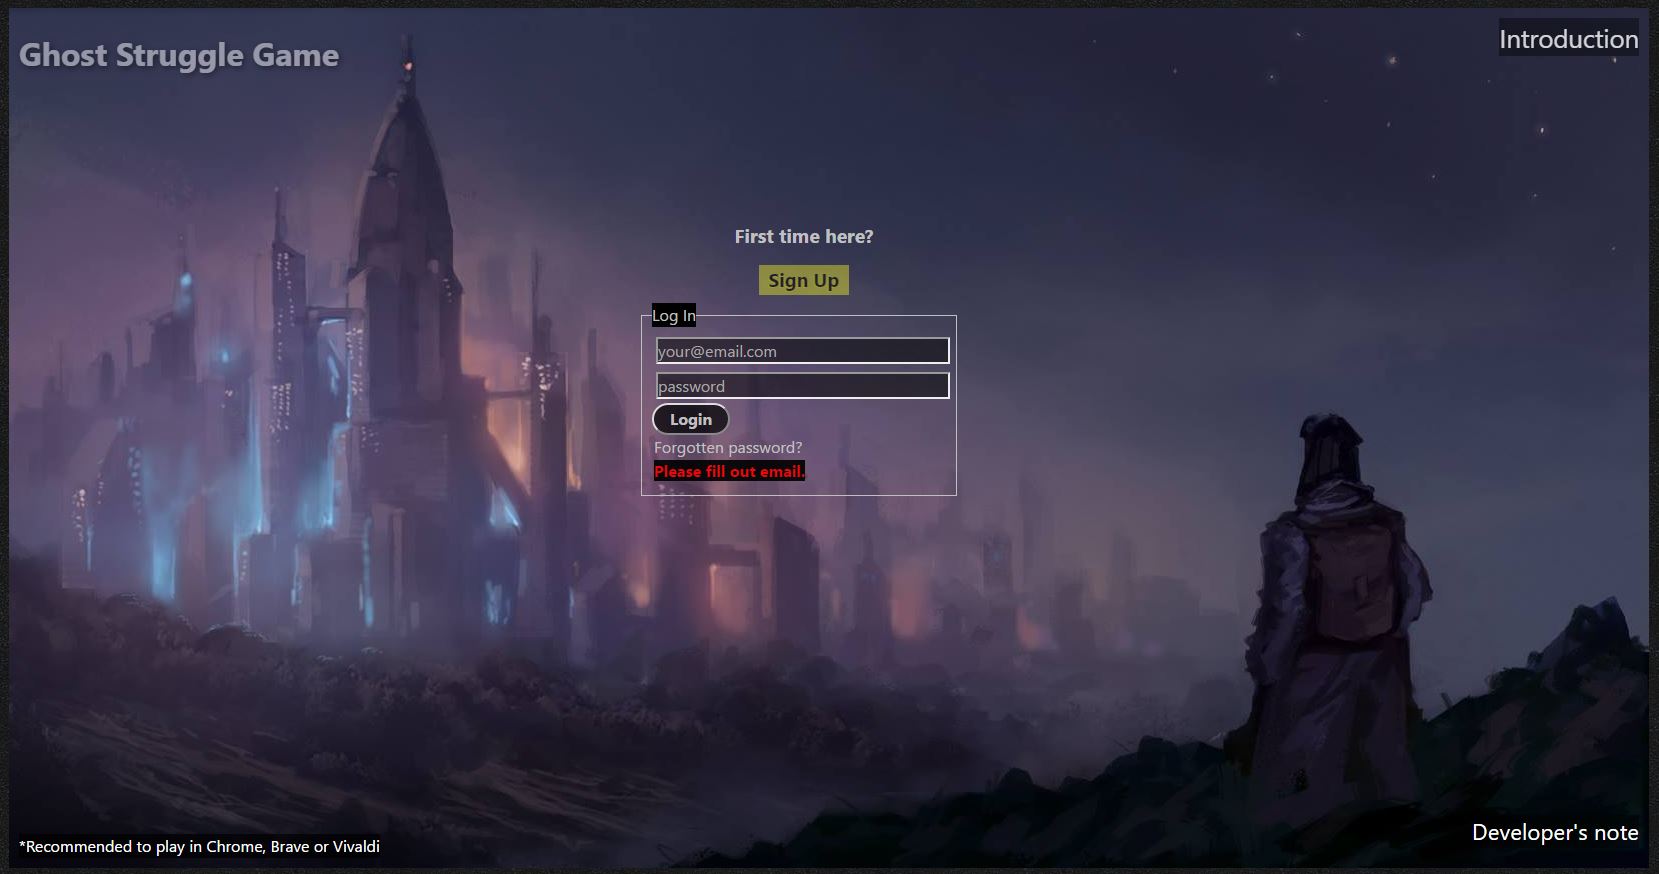 Ghost Struggle Game
Introduction
First time here?
Sign Up
Log In
your@email.com
password
Login
Forgotten password?
Please fill out email.
*Recommended to play in Chrome, Brave or Vivaldi
Developer's note